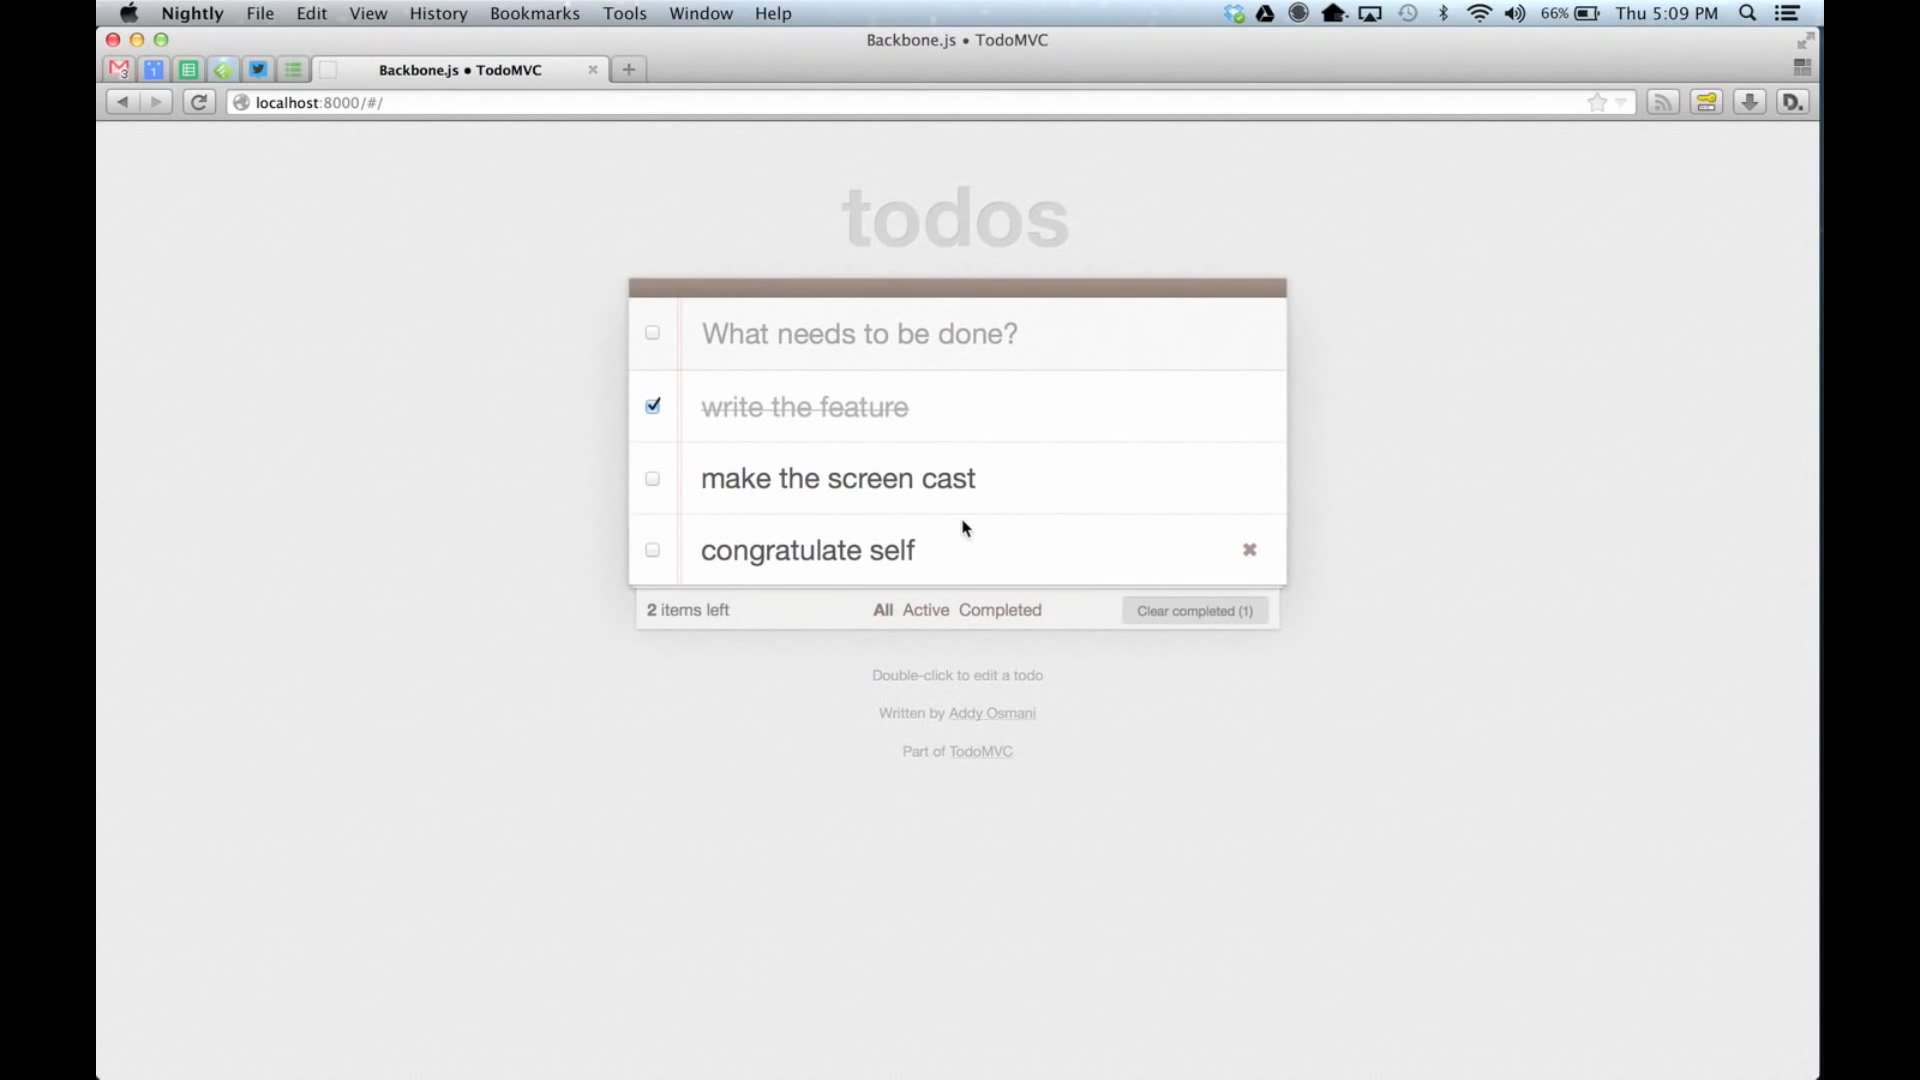 Nightly File Edit View History Bookmarks Tools Window Help 66% Thu 5:09 PM
Backbone.js • TodoMVC
3 1 Backbone.js • TodoMVC
localhost:8000/#/ D.
todos
What needs to be done?
write the feature
make the screen cast
congratulate self
2 items left All Active Completed Clear completed (1)
Double-click to edit a todo
Written by Addy Osmani
Part of TodoMVC